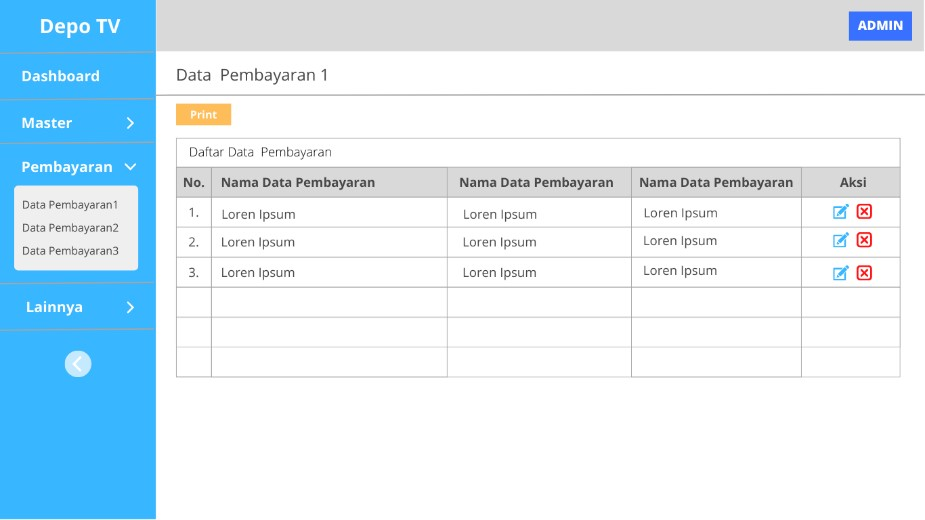 Depo TV
ADMIN
Dashboard
Master
Pembayaran
Data Pembayaran1
Data Pembayaran2
Data Pembayaran3
Lainnya
Data Pembayaran 1
Print
Daftar Data Pembayaran
No. Nama Data Pembayaran Nama Data Pembayaran Nama Data Pembayaran Aksi
1. Loren Ipsum Loren Ipsum Loren Ipsum
2. Loren Ipsum Loren Ipsum Loren Ipsum
3. Loren Ipsum Loren Ipsum Loren Ipsum